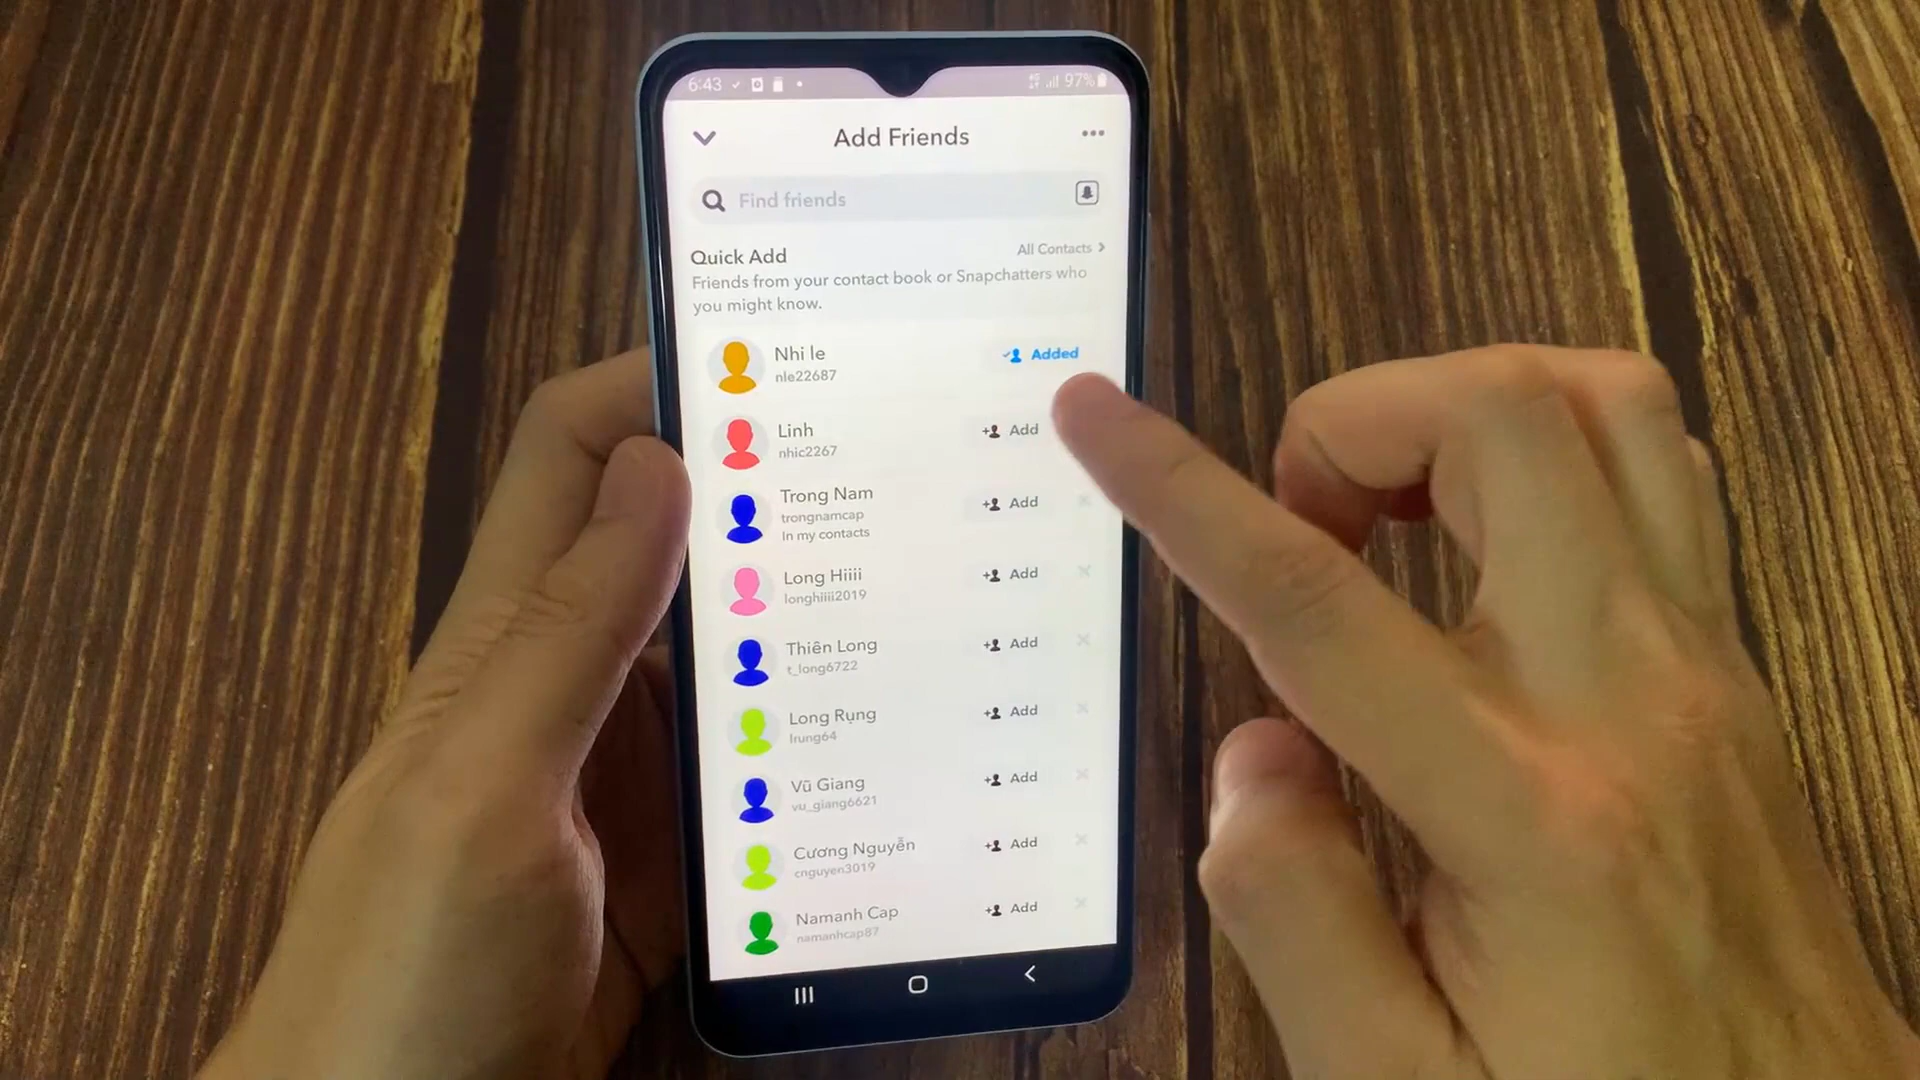 6:43
97%
Add Friends
Find friends
Quick Add
All Contacts
Friends from your contact book or Snapchatters who
you might know.
Nhi le
nle22687
Added
Linh
nhic2267
Add
Trong Nam
trongnamcap
In my contacts
Add
Long Hiiii
longhiiii2019
Add
Thiên Long
t_long6722
Add
Long Rụng
lrung64
Add
Vũ Giang
vu_giang6621
Add
Cương Nguyễn
cnguyen3019
Add
Namanh Cap
namanhcap87
Add